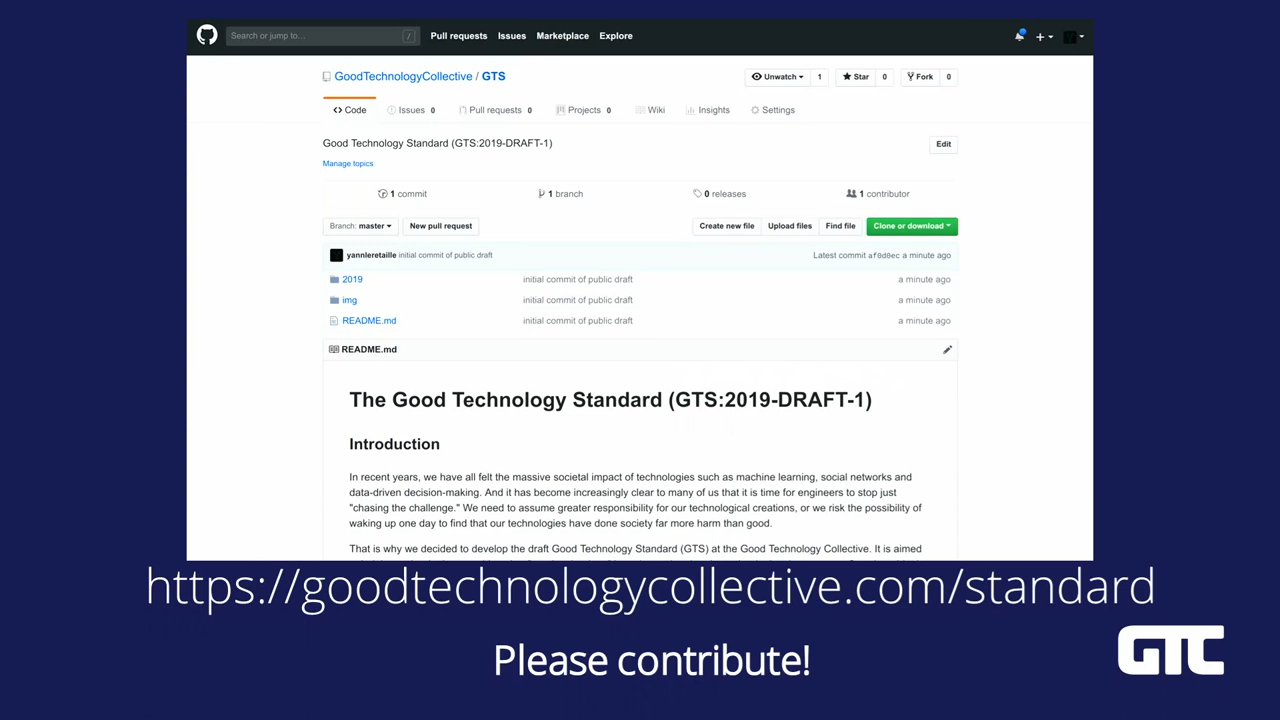 Search or jump to... / Pull requests Issues Marketplace Explore
GoodTechnologyCollective / GTS Unwatch 1 Star 0 Fork 0
Code Issues 0 Pull requests 0 Projects 0 Wiki Insights Settings
Good Technology Standard (GTS:2019-DRAFT-1) Edit
Manage topics
1 commit 1 branch 0 releases 1 contributor
Branch: master New pull request Create new file Upload files Find file Clone or download
yannleretaille initial commit of public draft Latest commit af0d0ec a minute ago
2019 initial commit of public draft a minute ago
img initial commit of public draft a minute ago
README.md initial commit of public draft a minute ago
README.md
The Good Technology Standard (GTS:2019-DRAFT-1)
Introduction
In recent years, we have all felt the massive societal impact of technologies such as machine learning, social networks and
data-driven decision-making. And it has become increasingly clear to many of us that it is time for engineers to stop just
"chasing the challenge." We need to assume greater responsibility for our technological creations, or we risk the possibility of
waking up one day to find that our technologies have done society far more harm than good.
That is why we decided to develop the draft Good Technology Standard (GTS) at the Good Technology Collective. It is aimed
https://goodtechnologycollective.com/standard
Please contribute!
GTC